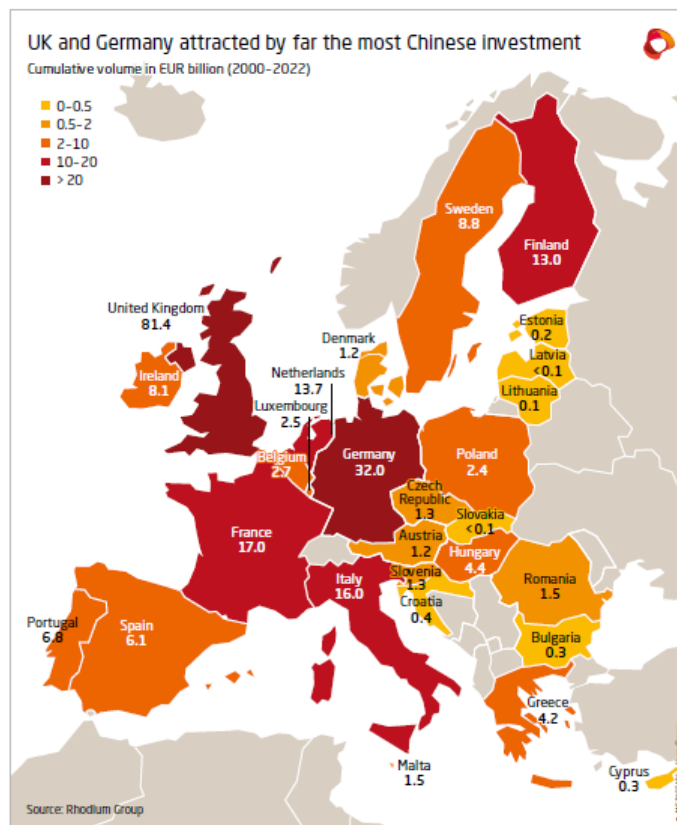 UK and Germany attracted by far the most Chinese investment
Cumulative volume in EUR billion (2000–2022)
0–0.5
0.5–2
2–10
10–20
> 20
Sweden
8.8
Finland
13.0
United Kingdom
81.4
Estonia
0.2
Denmark
1.2
Latvia
<0.1
Ireland
8.1
Netherlands
13.7
Lithuania
0.1
Luxembourg
2.5
Belgium
2.7
Germany
32.0
Poland
2.4
Czech
Republic
1.3
Slovakia
<0.1
France
17.0
Austria
1.2
Hungary
4.4
Slovenia
1.3
Italy
16.0
Romania
1.5
Croatia
0.4
Portugal
6.8
Spain
6.1
Bulgaria
0.3
Greece
4.2
Malta
1.5
Cyprus
0.3
Source: Rhodium Group